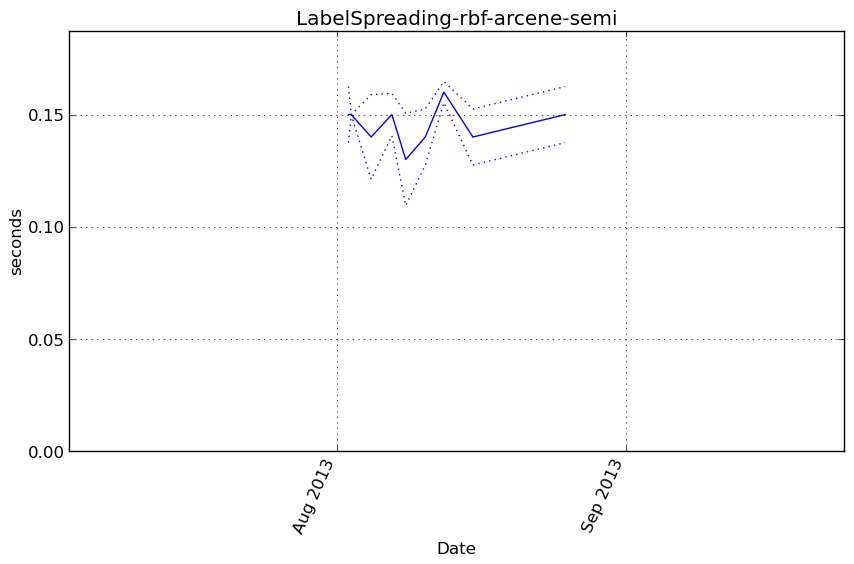 LabelSpreading-rbf-arcene-semi
0.15
0.10
0.05
0.00
seconds
Aug 2013
Sep 2013
Date